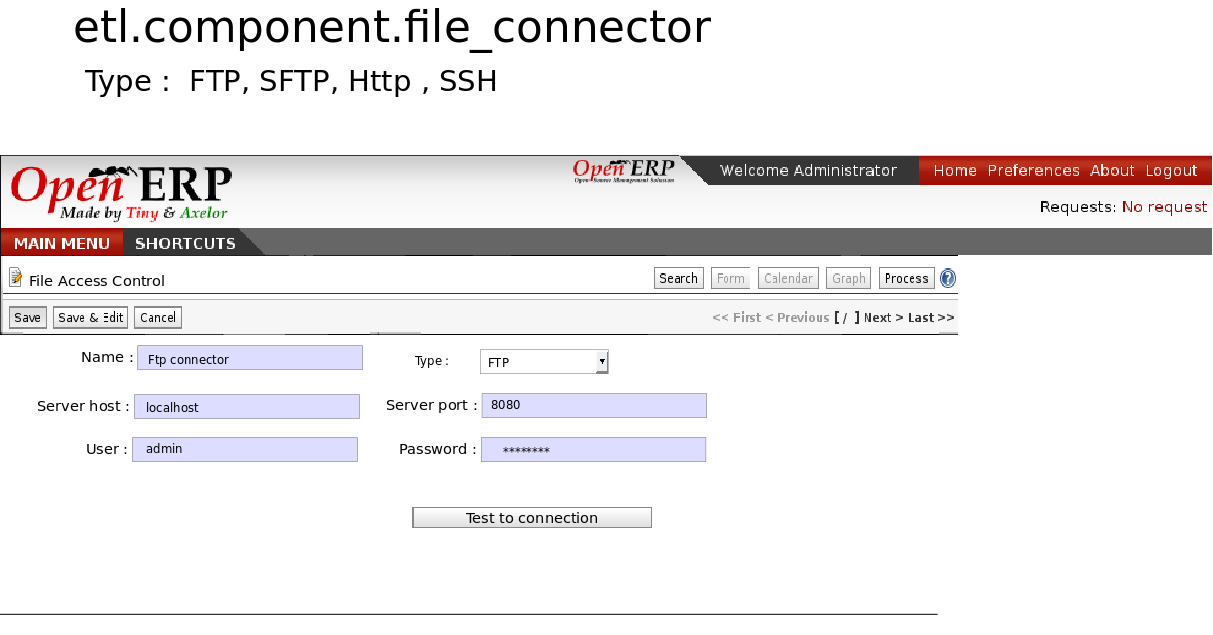 etl.component.file_connector
Type : FTP, SFTP, Http , SSH
Open ERP
Made by Tiny & Axelor
Open ERP
Open Source Management Solution
Welcome Administrator
Home Preferences About Logout
Requests: No request
MAIN MENU SHORTCUTS
File Access Control
Search Form Calendar Graph Process ?
Save Save & Edit Cancel
<< First < Previous [ / ] Next > Last >>
Name : Ftp connector Type : FTP
Server host : localhost Server port : 8080
User : admin Password : ********
Test to connection